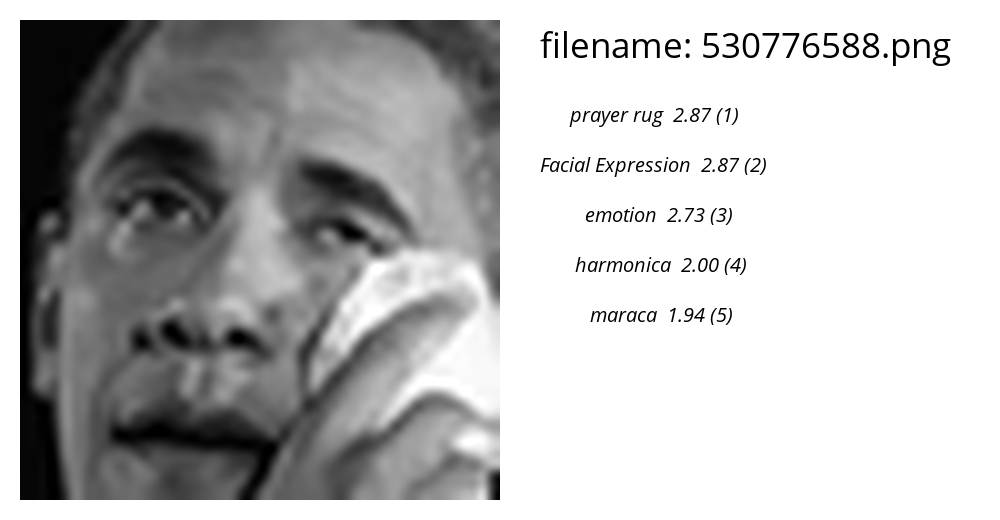 filename: 530776588.png
prayer rug 2.87 (1)
Facial Expression 2.87 (2)
emotion 2.73 (3)
harmonica 2.00 (4)
maraca 1.94 (5)